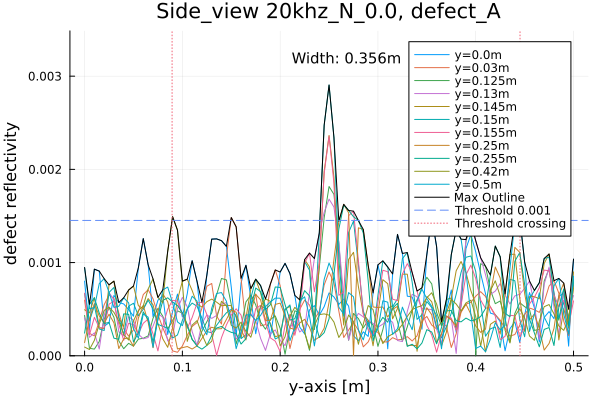 Side_view 20khz_N_0.0, defect_A
Width: 0.356m
y=0.0m
y=0.03m
y=0.125m
y=0.13m
y=0.145m
y=0.15m
y=0.155m
y=0.25m
y=0.255m
y=0.42m
y=0.5m
Max Outline
Threshold 0.001
Threshold crossing
defect reflectivity
0.003
0.002
0.001
0.000
0.0
0.1
0.2
0.3
0.4
0.5
y-axis [m]